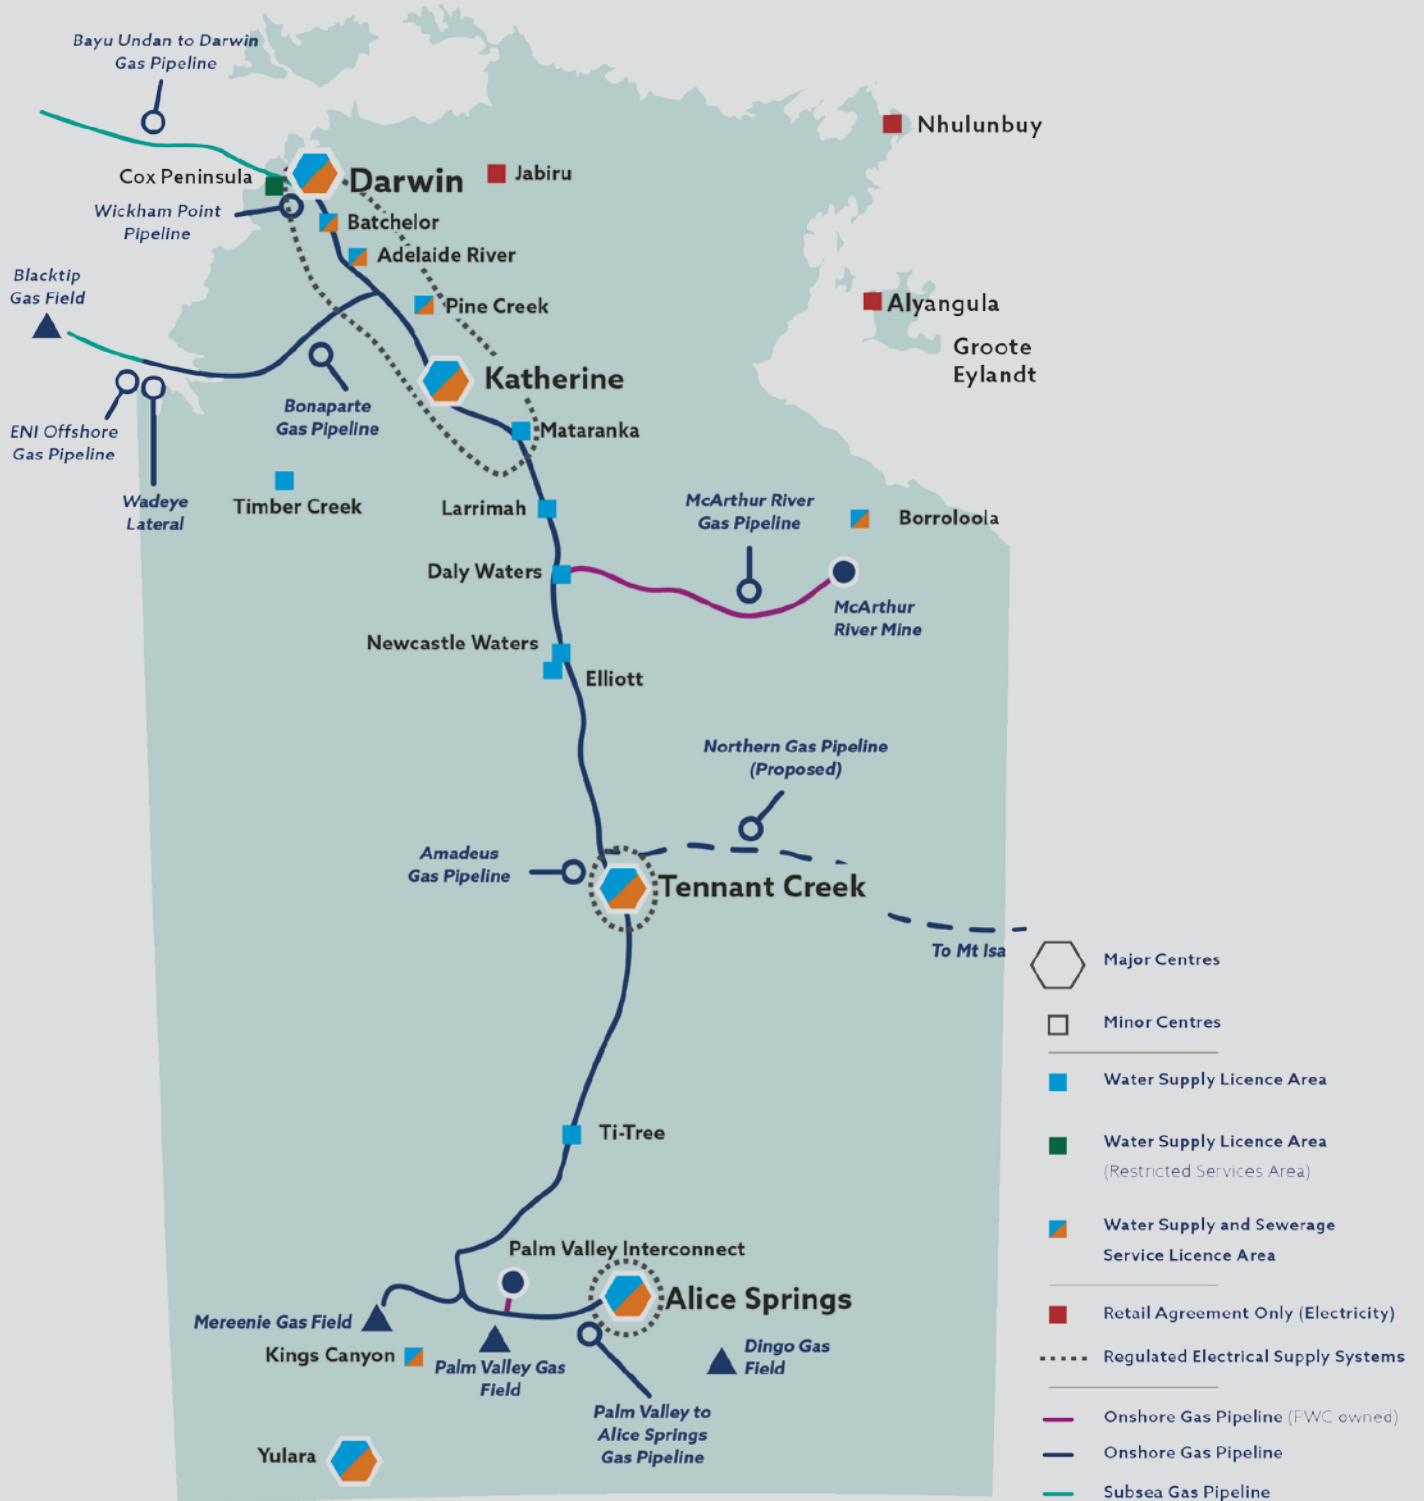 Bayu Undan to Darwin
Gas Pipeline
Nhulunbuy
Cox Peninsula
Darwin
Jabiru
Wickham Point
Pipeline
Batchelor
Adelaide River
Blacktip
Gas Field
Pine Creek
Alyangula
Groote
Eylandt
Katherine
Bonaparte
Gas Pipeline
ENI Offshore
Gas Pipeline
Mataranka
Wadeye
Lateral
Timber Creek
Larrimah
McArthur River
Gas Pipeline
Borroloola
Daly Waters
McArthur
River Mine
Newcastle Waters
Elliott
Northern Gas Pipeline
(Proposed)
Amadeus
Gas Pipeline
Tennant Creek
To Mt Isa
Ti-Tree
Palm Valley Interconnect
Alice Springs
Mereenie Gas Field
Kings Canyon
Palm Valley Gas
Field
Dingo Gas
Field
Palm Valley to
Alice Springs
Gas Pipeline
Yulara
Major Centres
Minor Centres
Water Supply Licence Area
Water Supply Licence Area
(Restricted Services Area)
Water Supply and Sewerage
Service Licence Area
Retail Agreement Only (Electricity)
Regulated Electrical Supply Systems
Onshore Gas Pipeline (PWC owned)
Onshore Gas Pipeline
Subsea Gas Pipeline